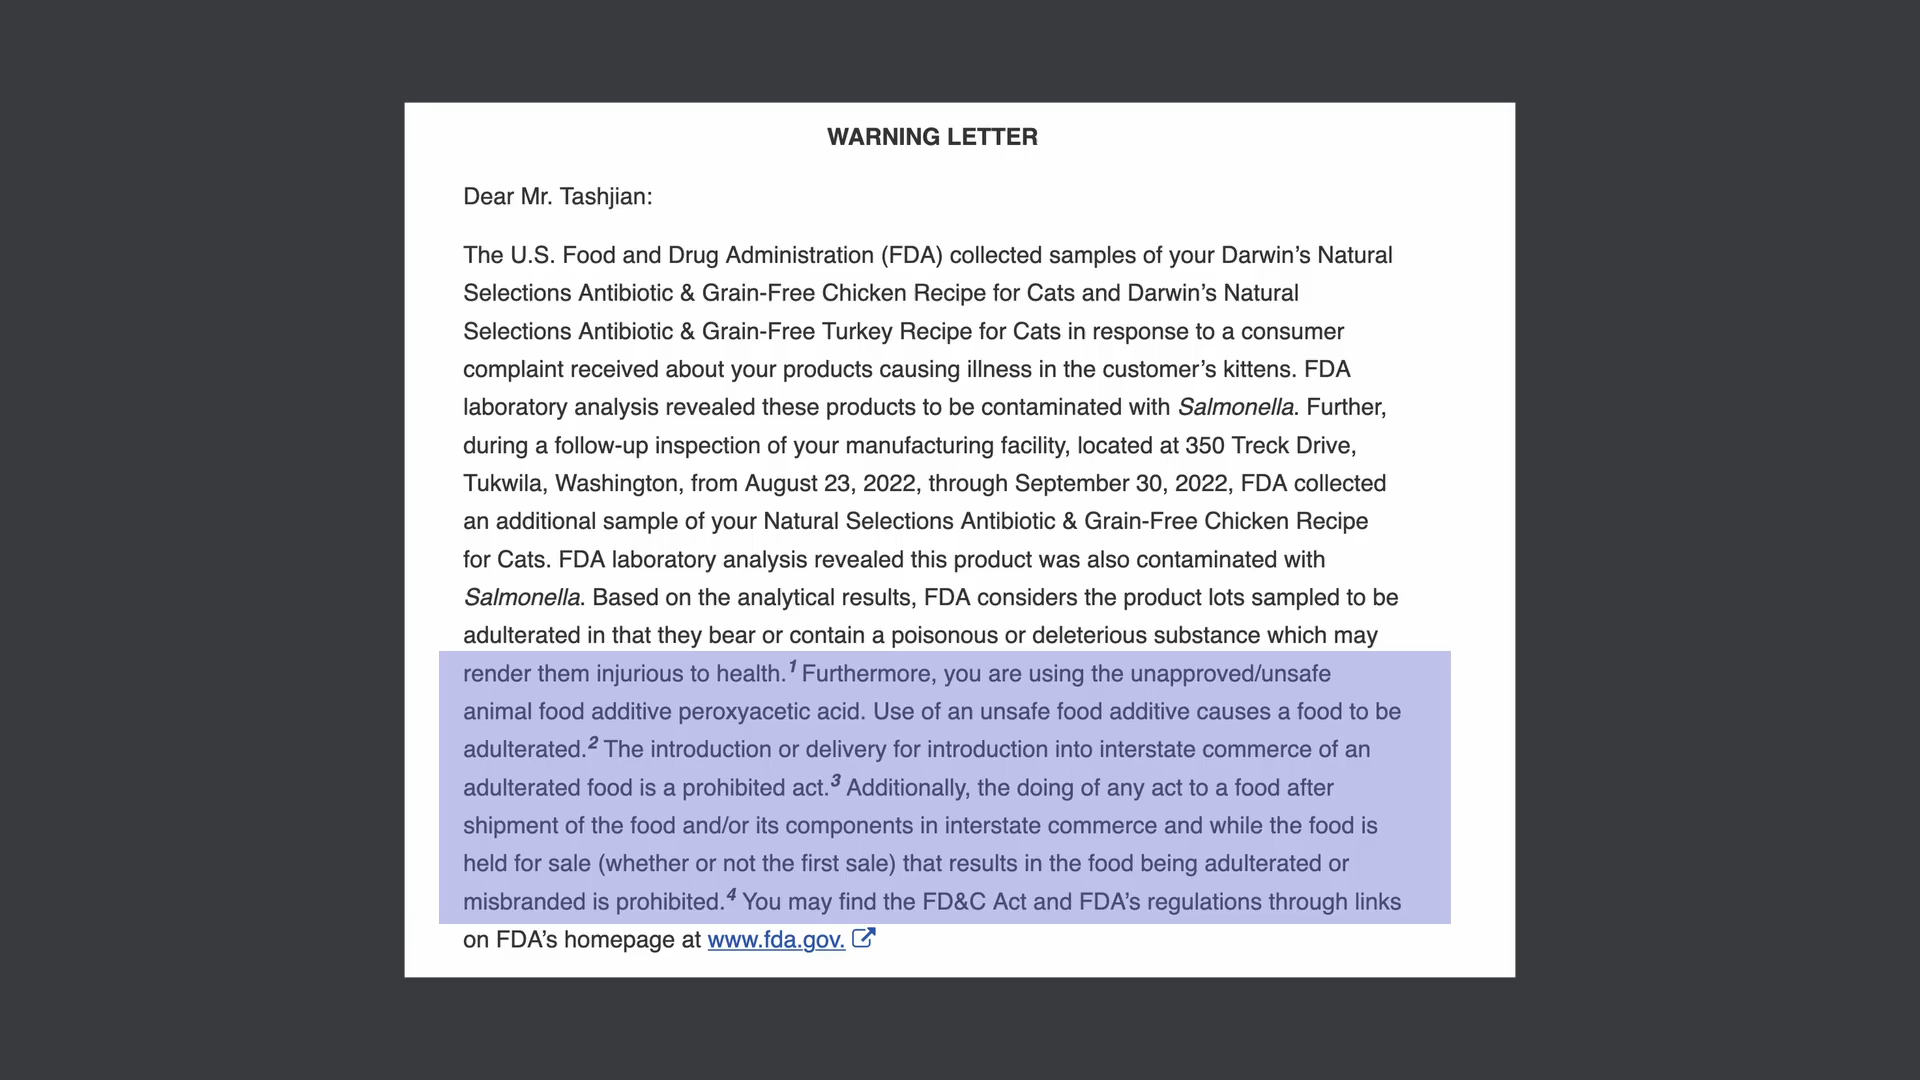 WARNING LETTER
Dear Mr. Tashjian:
The U.S. Food and Drug Administration (FDA) collected samples of your Darwin’s Natural
Selections Antibiotic & Grain-Free Chicken Recipe for Cats and Darwin’s Natural
Selections Antibiotic & Grain-Free Turkey Recipe for Cats in response to a consumer
complaint received about your products causing illness in the customer’s kittens. FDA
laboratory analysis revealed these products to be contaminated with Salmonella. Further,
during a follow-up inspection of your manufacturing facility, located at 350 Treck Drive,
Tukwila, Washington, from August 23, 2022, through September 30, 2022, FDA collected
an additional sample of your Natural Selections Antibiotic & Grain-Free Chicken Recipe
for Cats. FDA laboratory analysis revealed this product was also contaminated with
Salmonella. Based on the analytical results, FDA considers the product lots sampled to be
adulterated in that they bear or contain a poisonous or deleterious substance which may
render them injurious to health.¹ Furthermore, you are using the unapproved/unsafe
animal food additive peroxyacetic acid. Use of an unsafe food additive causes a food to be
adulterated.² The introduction or delivery for introduction into interstate commerce of an
adulterated food is a prohibited act.³ Additionally, the doing of any act to a food after
shipment of the food and/or its components in interstate commerce and while the food is
held for sale (whether or not the first sale) that results in the food being adulterated or
misbranded is prohibited.⁴ You may find the FD&C Act and FDA’s regulations through links
on FDA’s homepage at www.fda.gov.